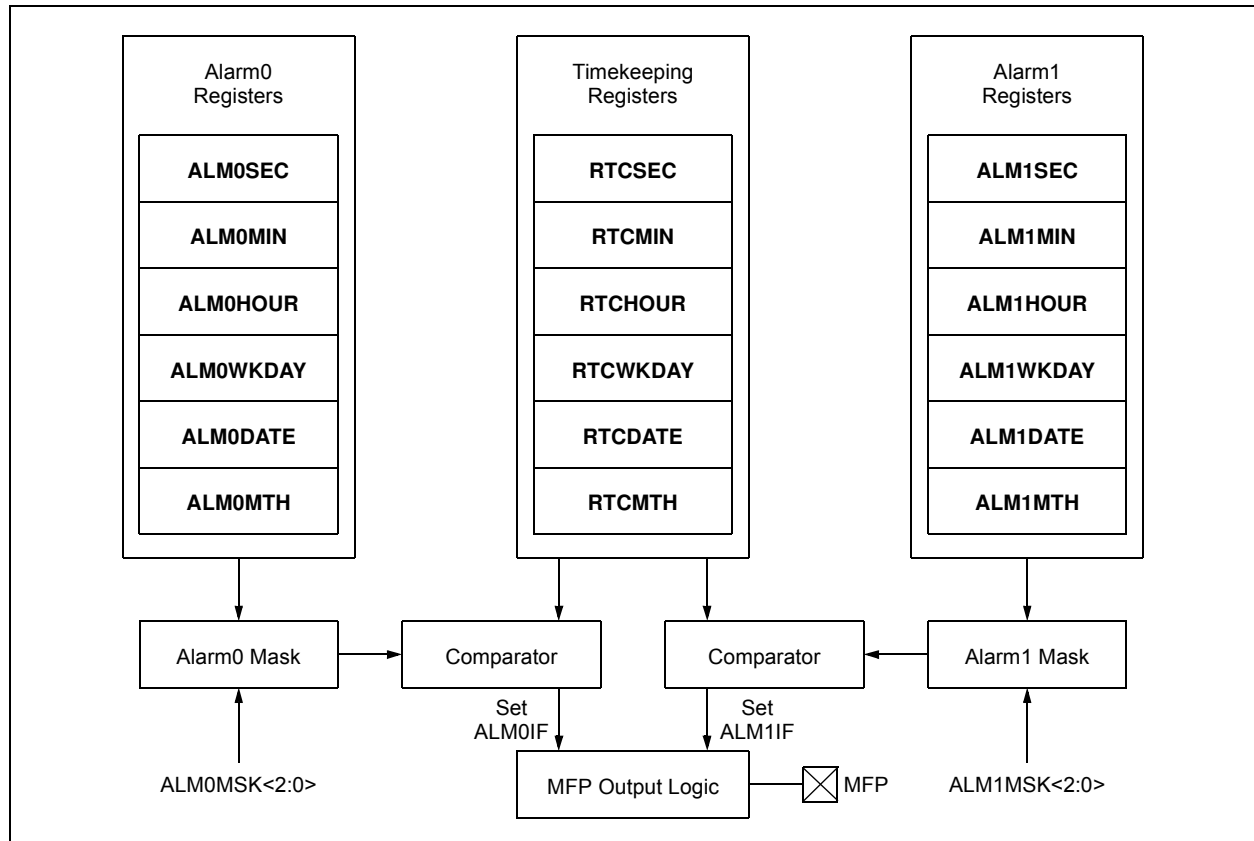 Alarm0
Registers
ALM0SEC
ALM0MIN
ALM0HOUR
ALM0WKDAY
ALM0DATE
ALM0MTH
Timekeeping
Registers
RTCSEC
RTCMIN
RTCHOUR
RTCWKDAY
RTCDATE
RTCMTH
Alarm1
Registers
ALM1SEC
ALM1MIN
ALM1HOUR
ALM1WKDAY
ALM1DATE
ALM1MTH
Alarm0 Mask
Comparator
Comparator
Alarm1 Mask
Set
ALM0IF
Set
ALM1IF
ALM0MSK<2:0>
MFP Output Logic
MFP
ALM1MSK<2:0>